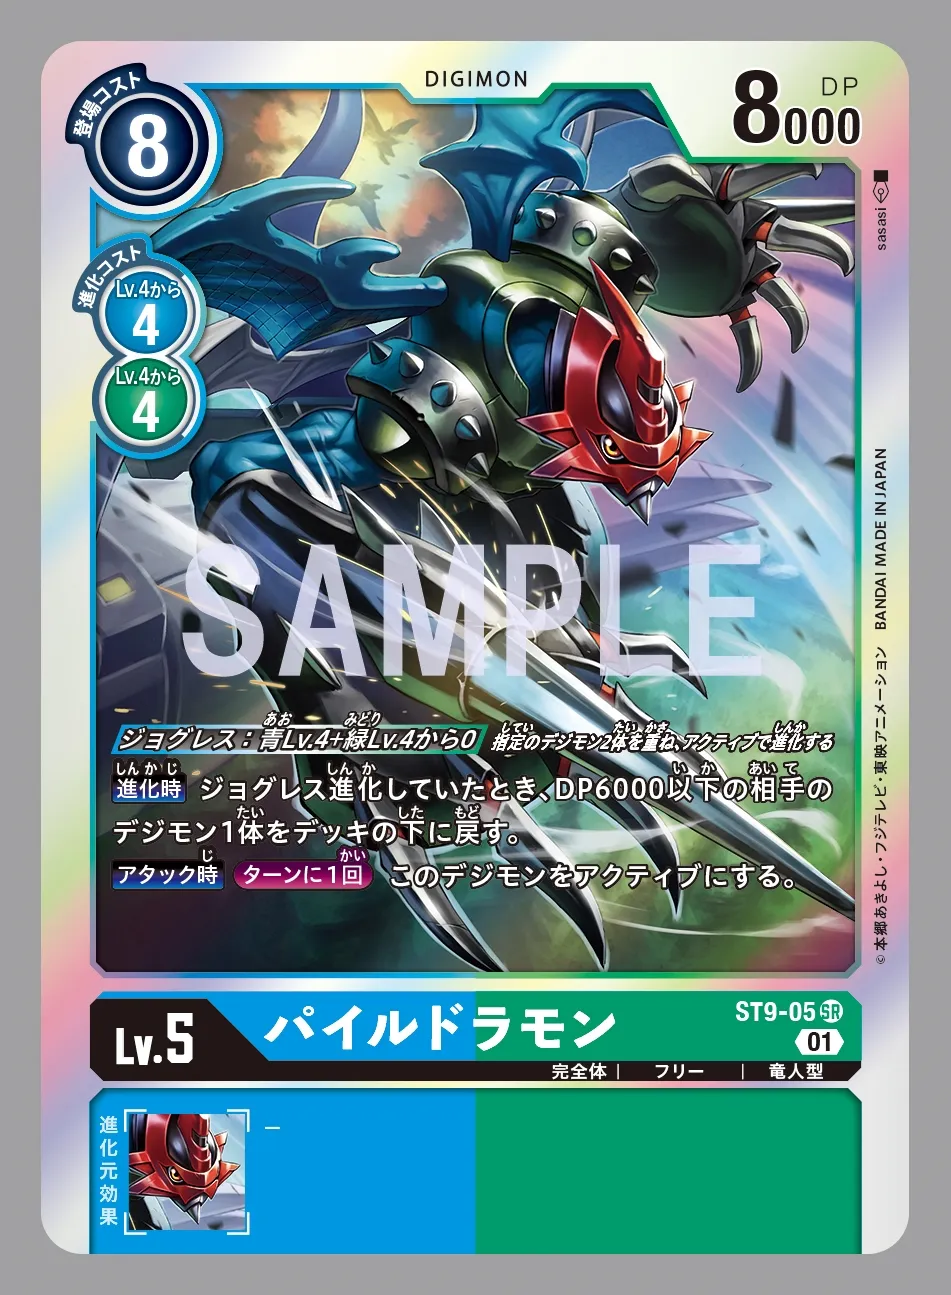 登場コスト
8
DIGIMON
DP
8000
進化コスト
Lv.4から
4
Lv.4から
4
sasasi
SAMPLE
ジョグレス：青Lv.4+緑Lv.4から0 指定のデジモン2体を重ね、アクティブで進化する
進化時 ジョグレス進化していたとき、DP6000以下の相手の
デジモン1体をデッキの下に戻す。
アタック時 ターンに1回 このデジモンをアクティブにする。
©本郷あきよし・フジテレビ・東映アニメーション BANDAI MADE IN JAPAN
Lv.5
パイルドラモン
ST9-05 SR
01
完全体 | フリー | 竜人型
進化元効果
—